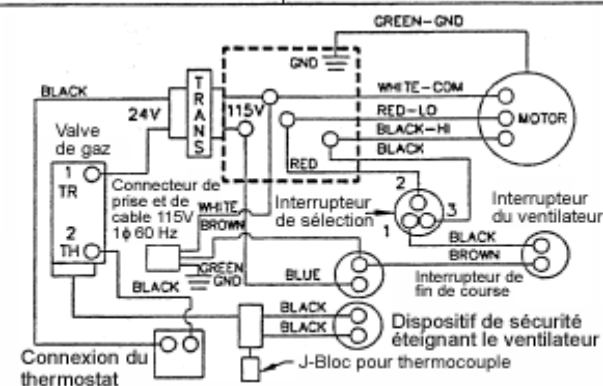 GREEN-GND
GND
BLACK
TRANS
24V
115V
WHITE-COM
RED-LO
MOTOR
BLACK-HI
BLACK
RED
Valve
de gaz
1
TR
2
TH
Connecteur de
prise et de
cable 115V
1ϕ 60 Hz
WHITE
BROWN
GREEN
GND
Interrupteur
de sélection
2
1
3
Interrupteur
du ventilateur
BLACK
BROWN
BLUE
Interrupteur de
fin de course
BLACK
BLACK
BLACK
Dispositif de sécurité
éteignant le ventilateur
J-Bloc pour thermocouple
Connexion du
thermostat